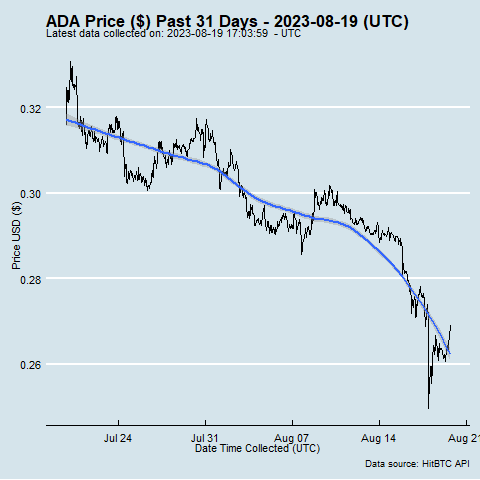 ADA Price ($) Past 31 Days - 2023-08-19 (UTC)
Latest data collected on: 2023-08-19 17:03:59 - UTC
0.32
0.30
0.28
0.26
Price USD ($)
Jul 24 Jul 31 Aug 07 Aug 14 Aug 21
Date Time Collected (UTC)
Data source: HitBTC API